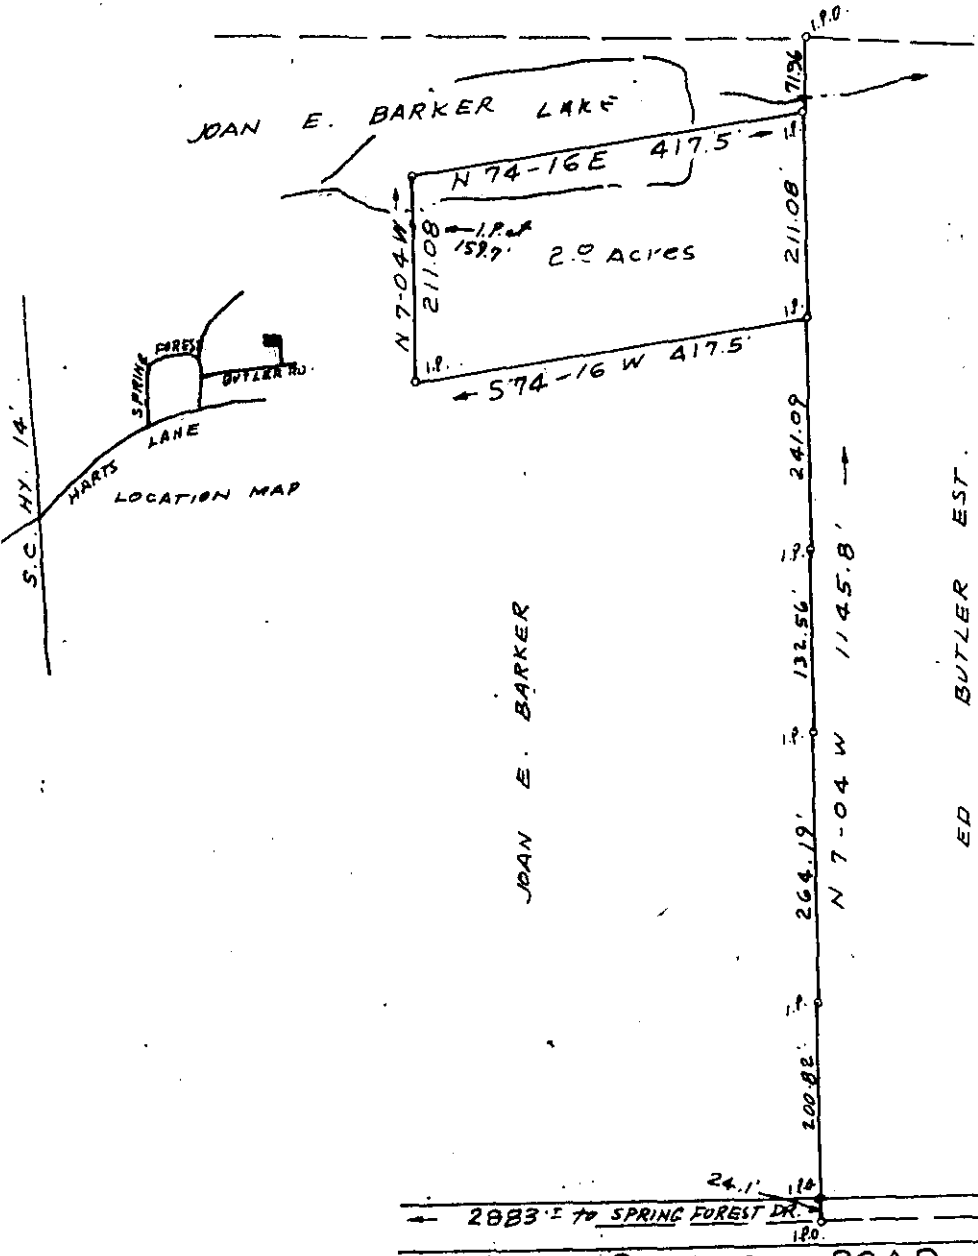 I.P.O.
71.96
JOAN E. BARKER LAKE
N 74-16 E 417.5'
I.P.
N 7-04 W
211.08
I.P. at
159.7'
2.0 Acres
211.08
I.P.
I.P.
S 74-16 W 417.5'
SPRING
FOREST
BUTLER RD.
HARTS
LANE
LOCATION MAP
S.C. HY. 14'
241.09
I.P.
132.56'
I.P.
N 7-04 W 1145.8'
264.19'
I.P.
200.82'
JOAN E. BARKER
ED BUTLER EST.
24.1'
I.P.O.
2883'± to SPRING FOREST DR.
I.P.O.
ROAD